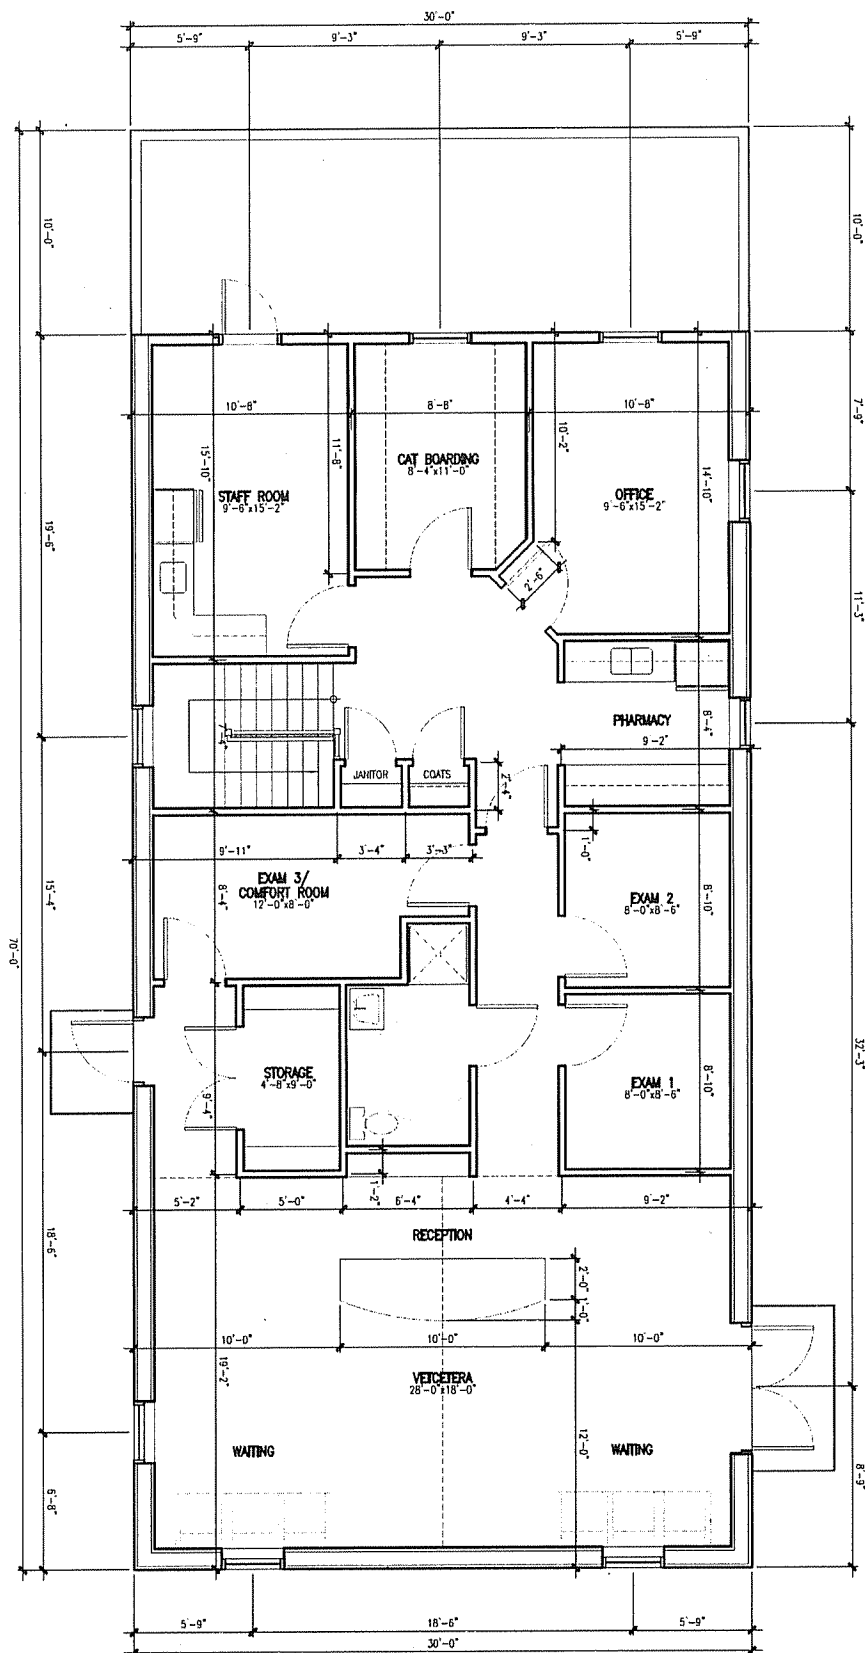 30'-0"
5'-9"
9'-3"
9'-3"
5'-9"
10'-0"
10'-0"
7'-9"
10'-8"
8'-8"
10'-8"
11'-8"
10'-2"
15'-10"
14'-10"
CAT BOARDING
8'-4"x11'-0"
STAFF ROOM
9'-6"x15'-2"
OFFICE
9'-6"x15'-2"
19'-6"
2'-6"
11'-3"
PHARMACY
9'-2"
8'-4"
7'-4"
JANITOR
COATS
2'-4"
9'-11"
3'-4"
3'-3"
1'-0"
EXAM 3/
COMFORT ROOM
12'-0"x8'-0"
8'-4"
EXAM 2
8'-0"x8'-6"
8'-10"
15'-4"
70'-0"
32'-3"
STORAGE
4'-8"x9'-0"
9'-4"
EXAM 1
8'-0"x8'-6"
8'-10"
1'-2"
5'-2"
5'-0"
6'-4"
4'-4"
9'-2"
18'-6"
RECEPTION
2'-0"
1'-0"
10'-0"
10'-0"
10'-0"
19'-2"
VETCETERA
28'-0"x18'-0"
12'-0"
WAITING
WAITING
6'-8"
8'-9"
5'-9"
18'-6"
5'-9"
30'-0"